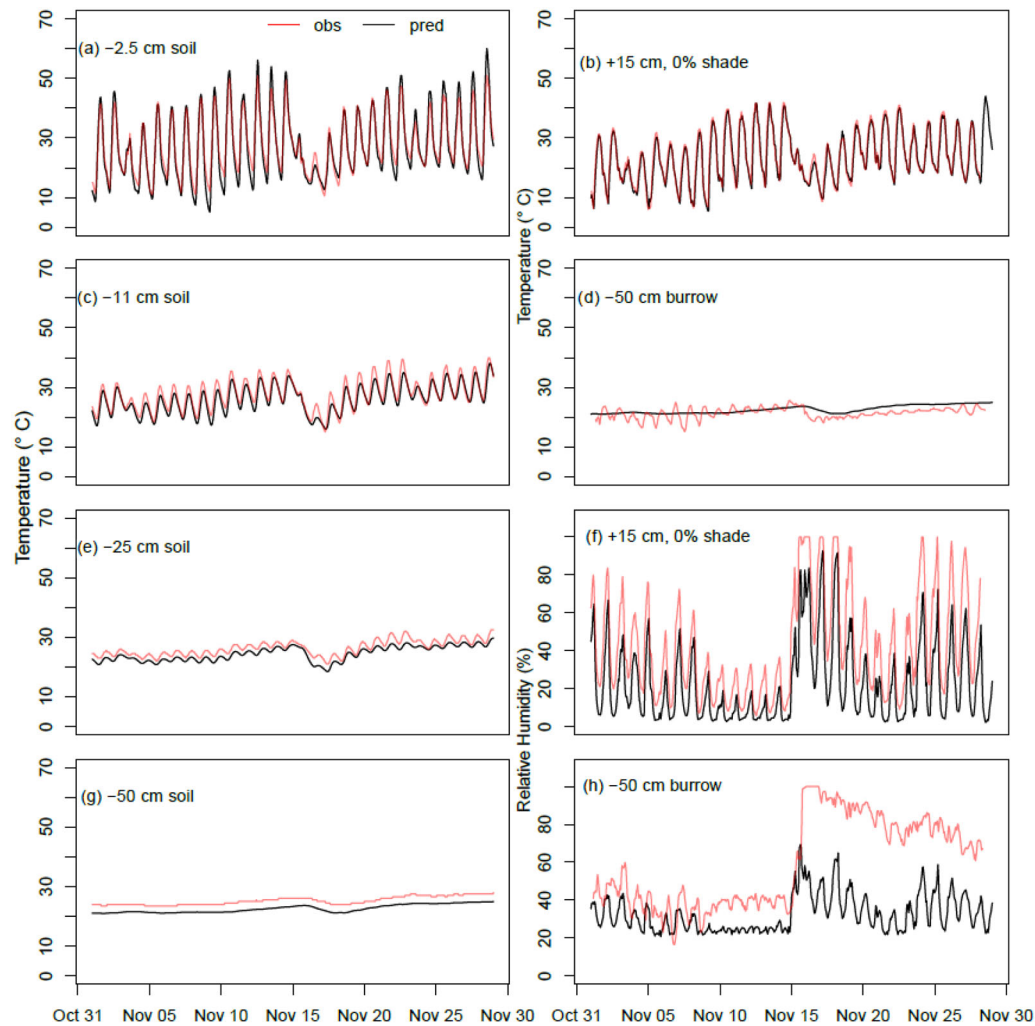 obs pred
(a) −2.5 cm soil
(b) +15 cm, 0% shade
(c) −11 cm soil
(d) −50 cm burrow
(e) −25 cm soil
(f) +15 cm, 0% shade
(g) −50 cm soil
(h) −50 cm burrow
Temperature (° C)
Temperature (° C)
Relative Humidity (%)
0 10 30 50 70
0 10 30 50 70
0 10 30 50 70
0 10 30 50 70
0 10 30 50 70
0 10 30 50 70
0 20 40 60 80
0 20 40 60 80
Oct 31 Nov 05 Nov 10 Nov 15 Nov 20 Nov 25 Nov 30
Nov 05 Nov 10 Nov 15 Nov 20 Nov 25 Nov 30